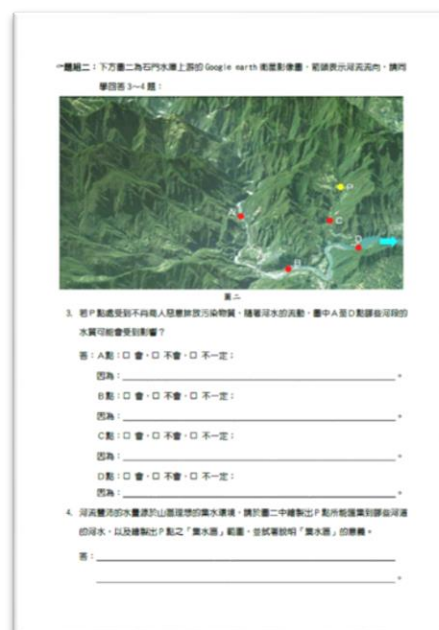 題組二：下方圖二為石門水庫上游的 Google earth 衛星影像圖，箭頭表示河流流向，請同
學回答 3～4 題：
P
A
C
D
B
圖二
3. 若 P 點處受到不肖商人惡意排放污染物質，隨著河水的流動，圖中 A 至 D 點哪些河段的
水質可能會受到影響？
答：A點：□ 會，□ 不會，□ 不一定；
因為：。
B點：□ 會，□ 不會，□ 不一定；
因為：。
C點：□ 會，□ 不會，□ 不一定；
因為：。
D點：□ 會，□ 不會，□ 不一定；
因為：。
4. 河流豐沛的水量源於山區理想的集水環境，請於圖二中繪製出 P 點所能匯集到哪些河道
的河水，以及繪製出 P 點之「集水區」範圍，並試著說明「集水區」的意義。
答：
。